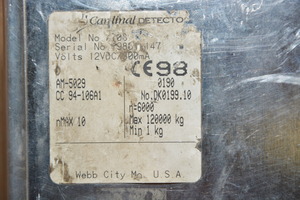 Cardinal DETECTO
Model No 708
Serial No
Volts 12VDC
CE98
AM-5029 0190
CC 94-106A1 No.DK0199.10
n=6000
nMAX 10 Max 120000 kg
Min 1 kg
Webb City Mo. U.S.A.